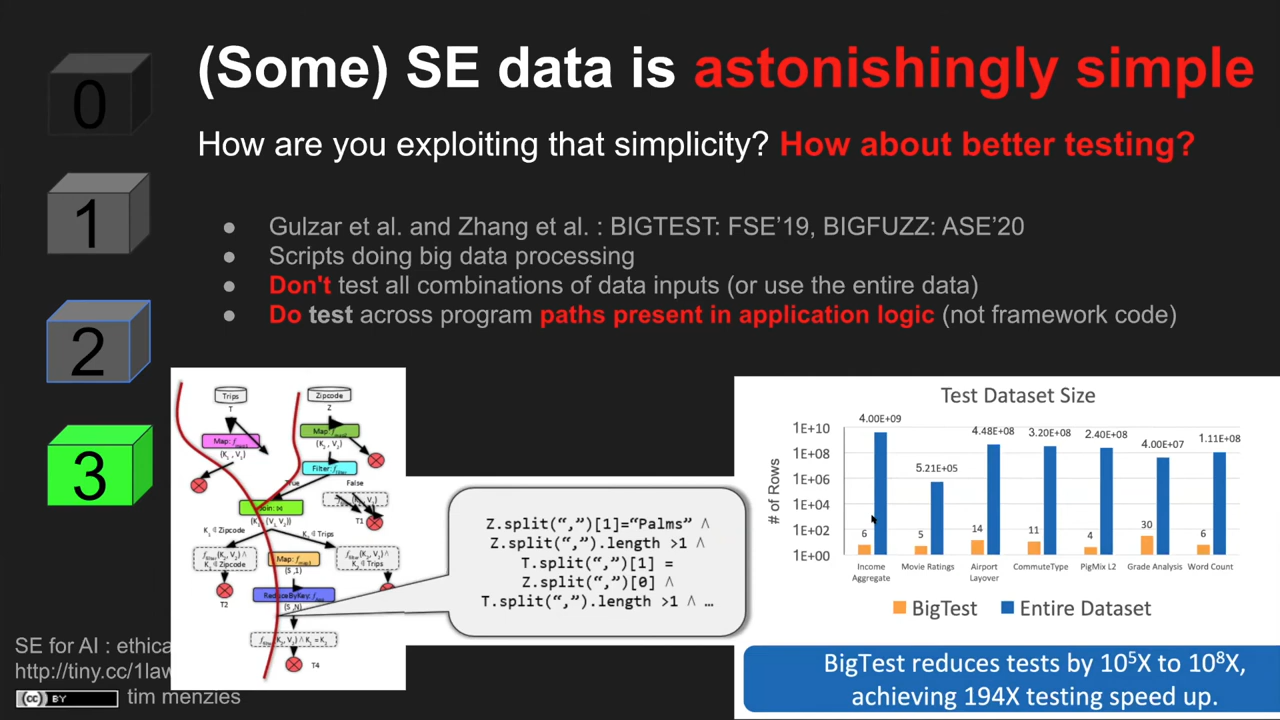 (Some) SE data is astonishingly simple
How are you exploiting that simplicity? How about better testing?
0
1
2
3
● Gulzar et al. and Zhang et al. : BIGTEST: FSE’19, BIGFUZZ: ASE’20
● Scripts doing big data processing
● Don't test all combinations of data inputs (or use the entire data)
● Do test across program paths present in application logic (not framework code)
Trips
T
Zipcode
Z
Map:
Map:
Filter:
True
False
T1
K₁ ∉ Zipcode
K₂ ∉ Trips
Map:
(S ,1)
ReduceByKey:
(S ,N)
T2
T4
Z.split(“,”)[1]=“Palms” ∧
Z.split(“,”).length >1 ∧
T.split(“,”)[1] =
Z.split(“,”)[0] ∧
T.split(“,”).length >1 ∧ …
Test Dataset Size
# of Rows
1E+10
1E+08
1E+06
1E+04
1E+02
1E+00
4.00E+09
5.21E+05
4.48E+08
3.20E+08
2.40E+08
4.00E+07
1.11E+08
6
5
14
11
4
30
6
Income Aggregate
Movie Ratings
Airport Layover
CommuteType
PigMix L2
Grade Analysis
Word Count
BigTest
Entire Dataset
BigTest reduces tests by 10⁵X to 10⁸X,
achieving 194X testing speed up.
SE for AI : ethica
http://tiny.cc/1law
CC BY tim menzies